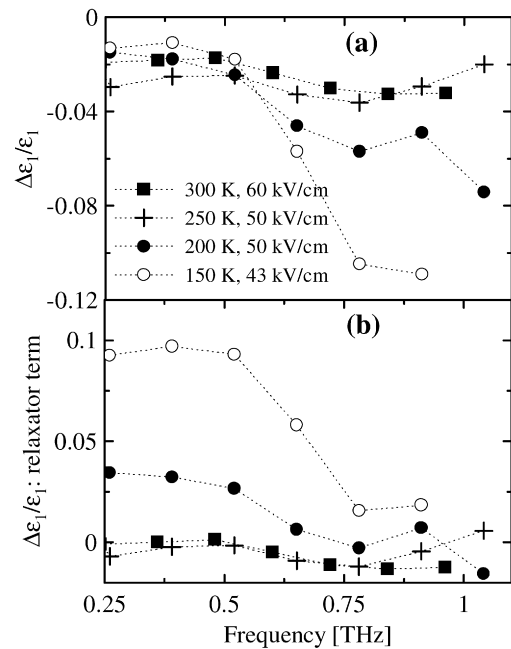 0
(a)
-0.04
Δε₁/ε₁
-0.08
300 K, 60 kV/cm
250 K, 50 kV/cm
200 K, 50 kV/cm
150 K, 43 kV/cm
-0.12
(b)
0.1
Δε₁/ε₁: relaxator term
0.05
0
0.25 0.5 0.75 1
Frequency [THz]